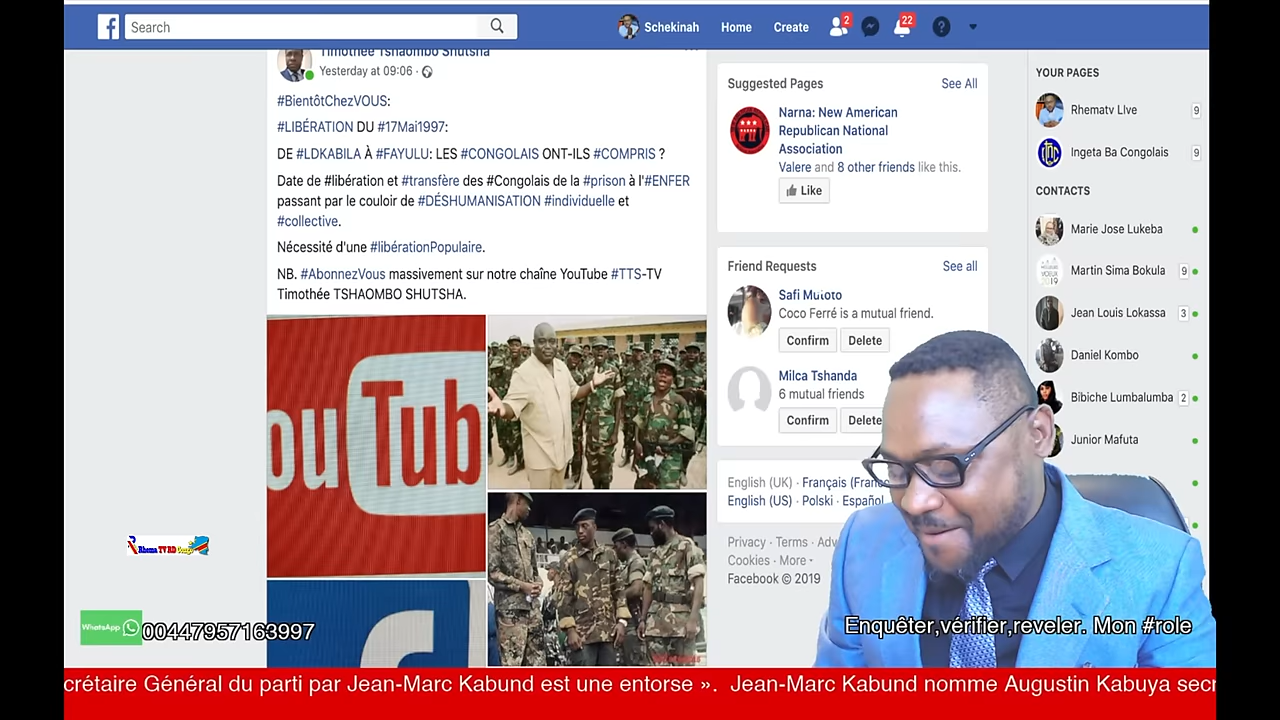 Search
Schekinah
Home
Create
2
22
Timothée Tshaombo Shutsha
Yesterday at 09:06
#BientôtChezVOUS:
#LIBÉRATION DU #17Mai1997:
DE #LDKABILA À #FAYULU: LES #CONGOLAIS ONT-ILS #COMPRIS ?
Date de #libération et #transfère des #Congolais de la #prison à l'#ENFER
passant par le couloir de #DÉSHUMANISATION #individuelle et
#collective.
Nécessité d'une #libérationPopulaire.
NB. #AbonnezVous massivement sur notre chaîne YouTube #TTS-TV
Timothée TSHAOMBO SHUTSHA.
ouTub
Suggested Pages
See All
Narna: New American
Republican National
Association
Valere and 8 other friends like this.
Like
Friend Requests
See all
Safi Mutoto
Coco Ferré is a mutual friend.
Confirm
Delete
Milca Tshanda
6 mutual friends
Confirm
Delete
English (UK) · Français (Franc
English (US) · Polski · Español
Privacy · Terms · Adv
Cookies · More
Facebook © 2019
YOUR PAGES
Rhematv LIve
9
Ingeta Ba Congolais
9
CONTACTS
Marie Jose Lukeba
Martin Sima Bokula
9
Jean Louis Lokassa
3
Daniel Kombo
Bibiche Lumbalumba
2
Junior Mafuta
Rhema TV RD Congo
WhatsApp
00447957163997
Enquêter,vérifier,reveler. Mon #role
crétaire Général du parti par Jean-Marc Kabund est une entorse ». Jean-Marc Kabund nomme Augustin Kabuya secr